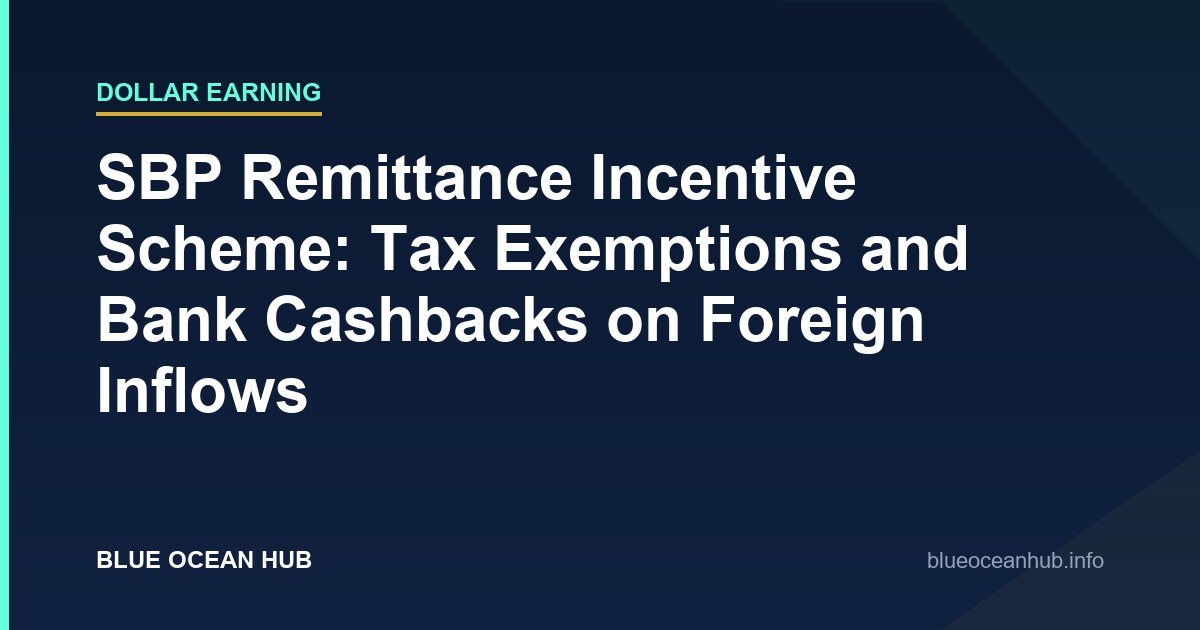 DOLLAR EARNING
SBP Remittance Incentive
Scheme: Tax Exemptions and
Bank Cashbacks on Foreign
Inflows
BLUE OCEAN HUB
blueoceanhub.info